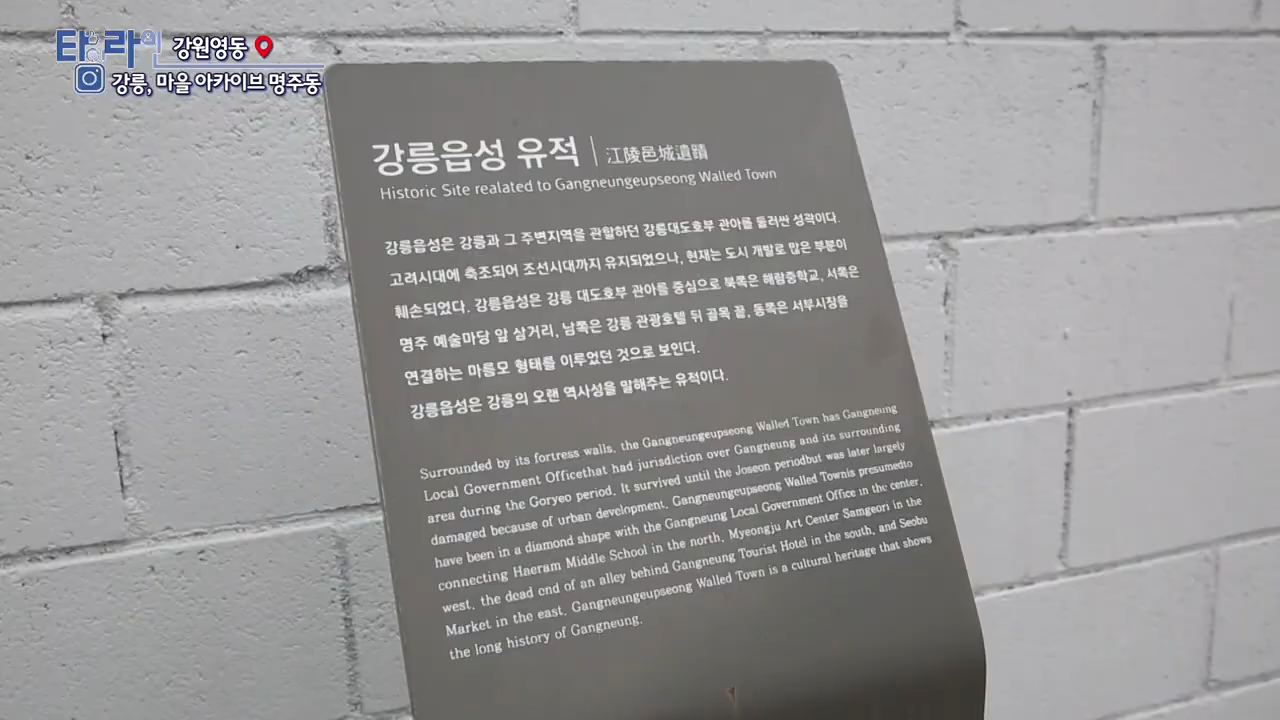 타라인 강원영동
강릉, 마을 아카이브 명주동
강릉읍성 유적 | 江陵邑城遺蹟
Historic Site realated to Gangneungeupseong Walled Town
강릉읍성은 강릉과 그 주변지역을 관할하던 강릉대도호부 관아를 둘러싼 성곽이다.
고려시대에 축조되어 조선시대까지 유지되었으나, 현재는 도시 개발로 많은 부분이
훼손되었다. 강릉읍성은 강릉 대도호부 관아를 중심으로 북쪽은 해람중학교, 서쪽은
명주 예술마당 앞 삼거리, 남쪽은 강릉 관광호텔 뒤 골목 끝, 동쪽은 서부시장을
연결하는 마름모 형태를 이루었던 것으로 보인다.
강릉읍성은 강릉의 오랜 역사성을 말해주는 유적이다.
Surrounded by its fortress walls, the Gangneungeupseong Walled Town has Gangneung
Local Government Officethat had jurisdiction over Gangneung and its surrounding
area during the Goryeo period. It survived until the Joseon periodbut was later largely
damaged because of urban development. Gangneungeupseong Walled Townis presumedto
have been in a diamond shape with the Gangneung Local Government Office in the center,
connecting Haeram Middle School in the north, Myeongju Art Center Samgeori in the
west, the dead end of an alley behind Gangneung Tourist Hotel in the south, and Seobu
Market in the east. Gangneungeupseong Walled Town is a cultural heritage that shows
the long history of Gangneung.